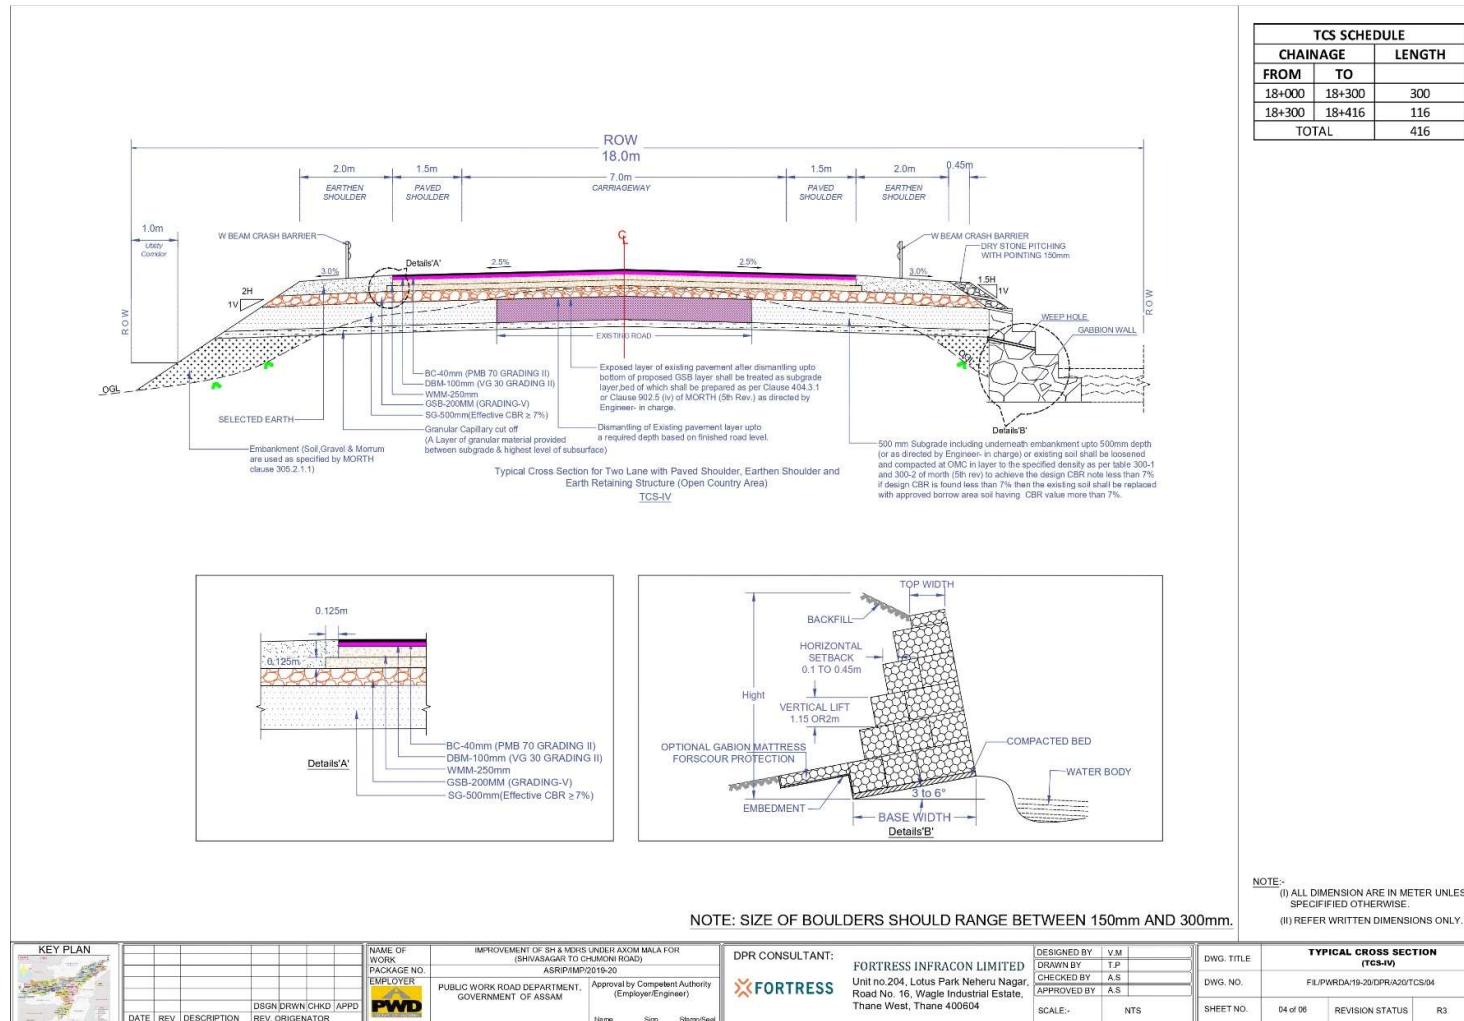 TCS SCHEDULE
CHAINAGE LENGTH
FROM TO
18+000 18+300 300
18+300 18+416 116
TOTAL 416
ROW
18.0m
2.0m 1.5m 7.0m 1.5m 2.0m 0.45m
EARTHEN SHOULDER
PAVED SHOULDER
CARRIAGEWAY
PAVED SHOULDER
EARTHEN SHOULDER
1.0m
Utility
Corridor
W BEAM CRASH BARRIER
Details'A'
C
L
W BEAM CRASH BARRIER
DRY STONE PITCHING
WITH POINTING 150mm
3.0% 2.5% 2.5% 3.0%
2H
1V
1.5H
1V
ROW
ROW
WEEP HOLE
GABBION WALL
EXISTING ROAD
OGL
OGL
SELECTED EARTH
Embankment (Soil,Gravel & Morrum
are used as specified by MORTH
clause 305.2.1.1)
BC-40mm (PMB 70 GRADING II)
DBM-100mm (VG 30 GRADING II)
WMM-250mm
GSB-200MM (GRADING-V)
SG-500mm(Effective CBR ≥ 7%)
Granular Capillary cut off
(A Layer of granular material provided
between subgrade & highest level of subsurface)
Exposed layer of existing pavement after dismantling upto
bottom of proposed GSB layer shall be treated as subgrade
layer,bed of which shall be prepared as per Clause 404.3.1
or Clause 902.5 (iv) of MORTH (5th Rev.) as directed by
Engineer- in charge.
Dismantling of Existing pavement layer upto
a required depth based on finished road level.
Details'B'
500 mm Subgrade including underneath embankment upto 500mm depth
(or as directed by Engineer- in charge) or existing soil shall be loosened
and compacted at OMC in layer to the specified density as per table 300-1
and 300-2 of morth (5th rev) to achieve the design CBR note less than 7%
if design CBR is found less than 7% then the existing soil shall be replaced
with approved borrow area soil having CBR value more than 7%.
Typical Cross Section for Two Lane with Paved Shoulder, Earthen Shoulder and
Earth Retaining Structure (Open Country Area)
TCS-IV
0.125m
0.125m
Details'A'
BC-40mm (PMB 70 GRADING II)
DBM-100mm (VG 30 GRADING II)
WMM-250mm
GSB-200MM (GRADING-V)
SG-500mm(Effective CBR ≥ 7%)
TOP WIDTH
BACKFILL
HORIZONTAL
SETBACK
0.1 TO 0.45m
Hight
VERTICAL LIFT
1.15 OR2m
OPTIONAL GABION MATTRESS
FORSCOUR PROTECTION
COMPACTED BED
WATER BODY
3 to 6°
EMBEDMENT
BASE WIDTH
Details'B'
NOTE:-
(I) ALL DIMENSION ARE IN METER UNLES
SPECIFIFIED OTHERWISE.
(II) REFER WRITTEN DIMENSIONS ONLY.
NOTE: SIZE OF BOULDERS SHOULD RANGE BETWEEN 150mm AND 300mm.
KEY PLAN
DSGN DRWN CHKD APPD
DATE REV DESCRIPTION REV. ORIGENATOR
NAME OF
WORK
IMPROVEMENT OF SH & MDRS UNDER AXOM MALA FOR
(SHIVASAGAR TO CHUMONI ROAD)
PACKAGE NO. ASRIP/IMP/2019-20
EMPLOYER
PWD
PUBLIC WORK ROAD DEPARTMENT,
GOVERNMENT OF ASSAM
Approval by Competent Authority
(Employer/Engineer)
Name Sign Stamp/Seal
DPR CONSULTANT:
FORTRESS
FORTRESS INFRACON LIMITED
Unit no.204, Lotus Park Neheru Nagar,
Road No. 16, Wagle Industrial Estate,
Thane West, Thane 400604
DESIGNED BY V.M
DRAWN BY T.P
CHECKED BY A.S
APPROVED BY A.S
SCALE:- NTS
DWG. TITLE TYPICAL CROSS SECTION
(TCS-IV)
DWG. NO. FIL/PWRDA/19-20/DPR/A20/TCS/04
SHEET NO. 04 of 06 REVISION STATUS R3